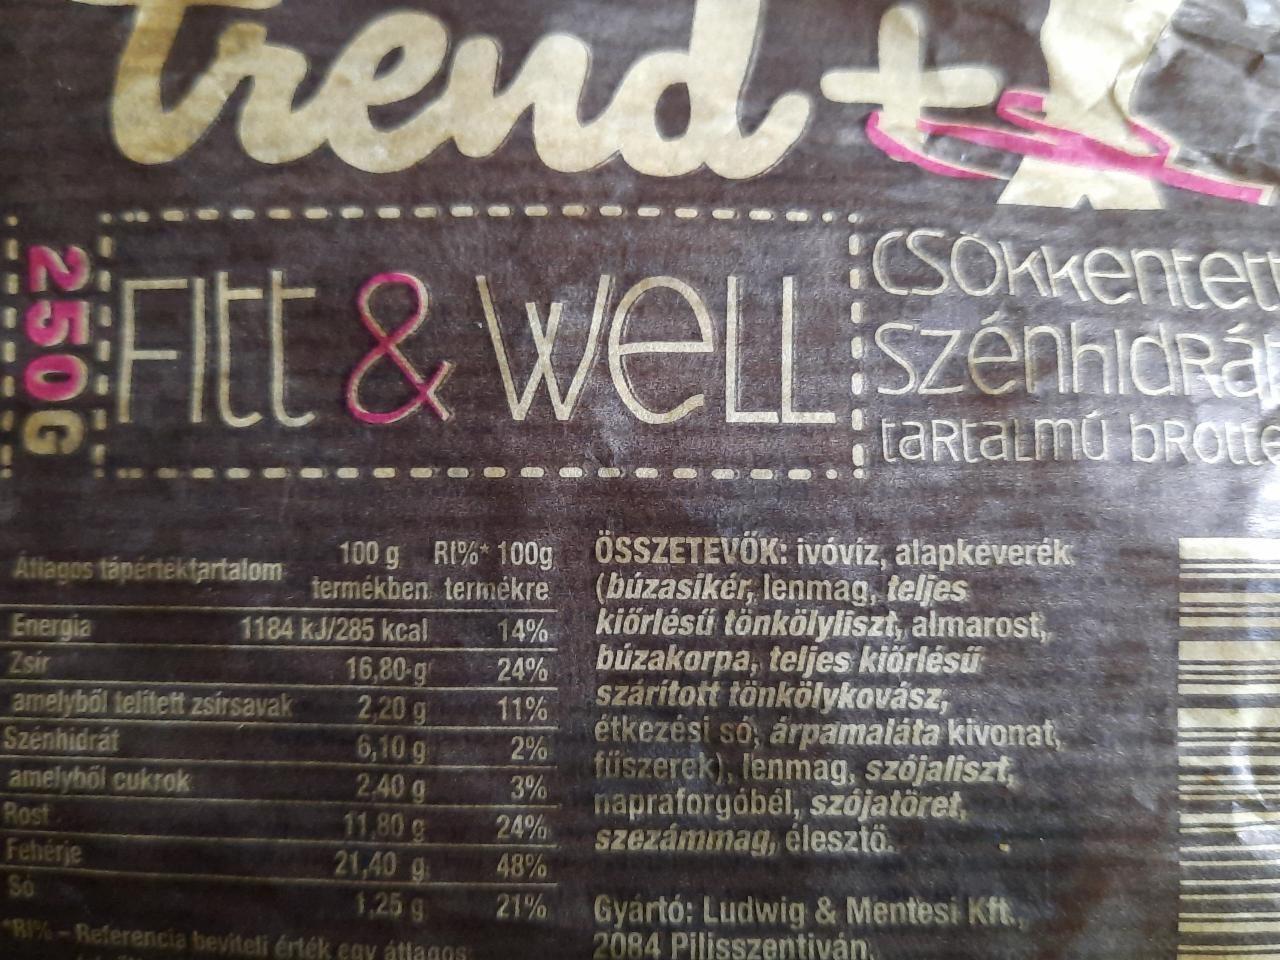 trend+
250G
Fitt & Well
CSÖKKENTETT
SZÉNHIDRÁT
TARTALMÚ BRÖTTE
Átlagos tápértéktartalom 100 g termékben RI%* 100g termékre
Energia 1184 kJ/285 kcal 14%
Zsír 16,80 g 24%
amelyből telített zsírsavak 2,20 g 11%
Szénhidrát 6,10 g 2%
amelyből cukrok 2,40 g 3%
Rost 11,80 g 24%
Fehérje 21,40 g 48%
Só 1,25 g 21%
*RI% – Referencia beviteli érték egy átlagos
ÖSSZETEVŐK: ivóvíz, alapkeverék
(búzasikér, lenmag, teljes
kiőrlésű tönkölyliszt, almarost,
búzakorpa, teljes kiőrlésű
szárított tönkölykovász,
étkezési só, árpamaláta kivonat,
fűszerek), lenmag, szójaliszt,
napraforgóbél, szójatöret,
szezámmag, élesztő.
Gyártó: Ludwig & Mentesi Kft.,
2084 Pilisszentiván,